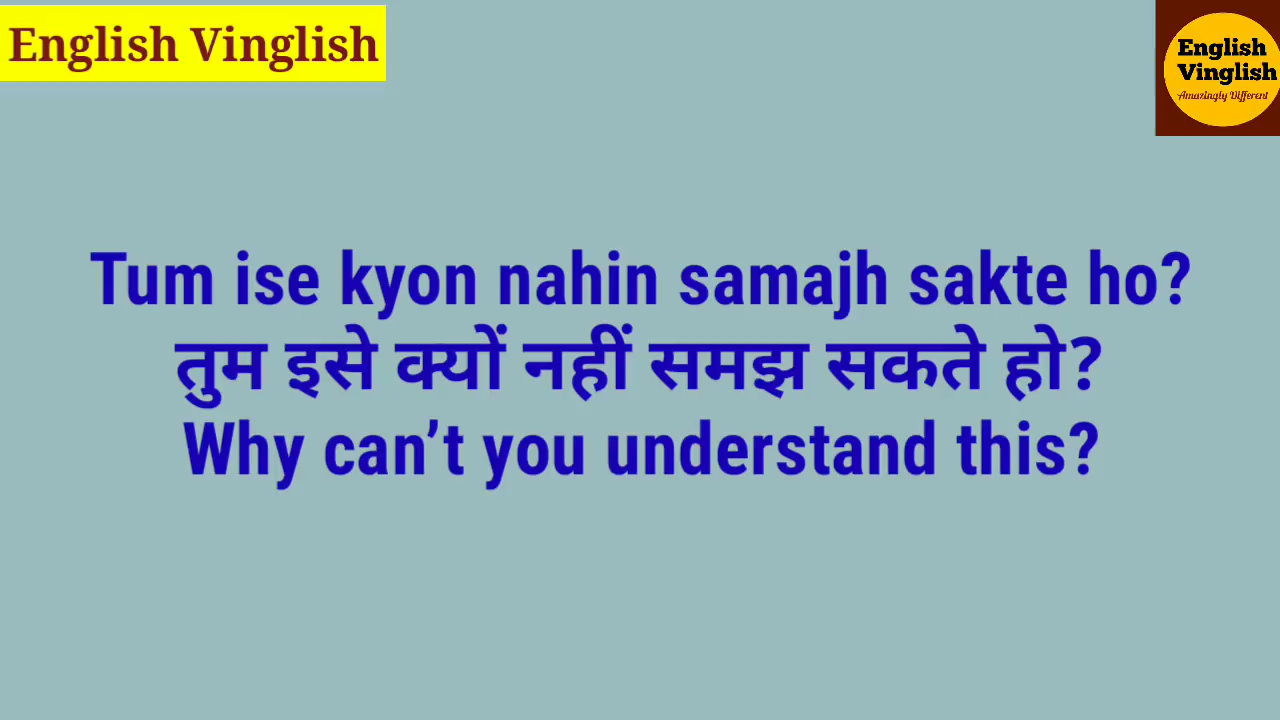 English Vinglish
English
Vinglish
Amazingly Different
Tum ise kyon nahin samajh sakte ho?
तुम इसे क्यों नहीं समझ सकते हो?
Why can’t you understand this?